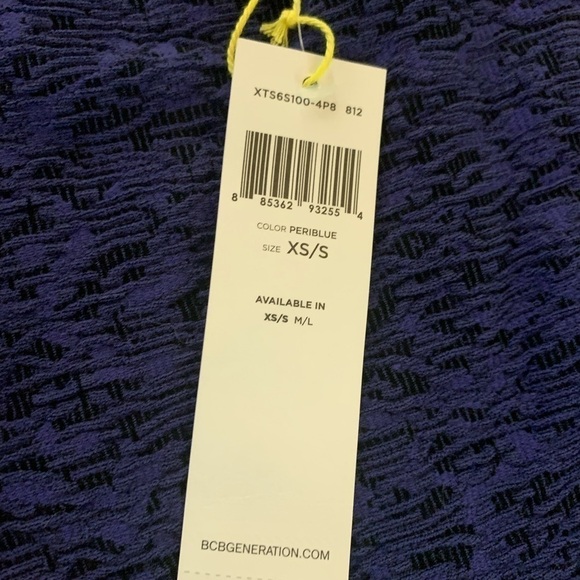 XTS6S100-4P8 812
8 85362 93255 4
COLOR PERIBLUE
SIZE XS/S
AVAILABLE IN
XS/S M/L
BCBGENERATION.COM